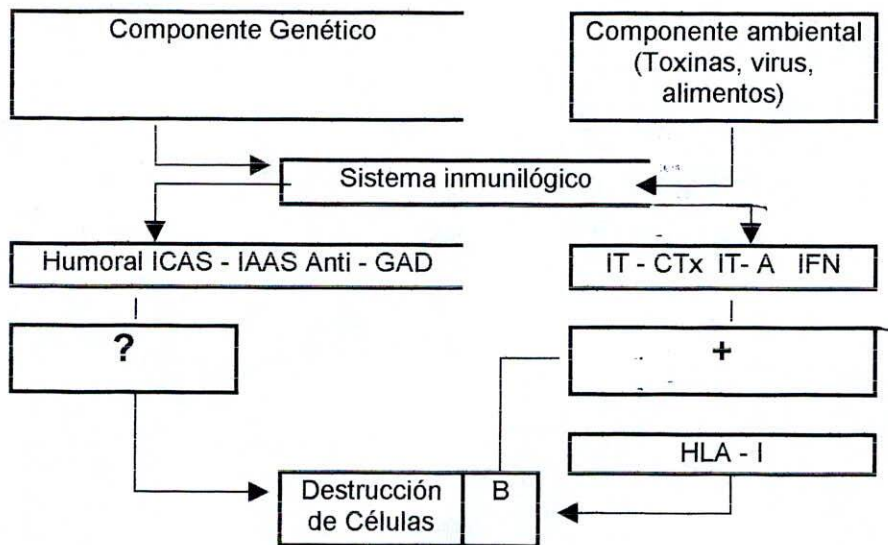 Componente Genético
Componente ambiental
(Toxinas, virus,
alimentos)
Sistema inmunilógico
Humoral ICAS - IAAS Anti - GAD
IT - CTx IT- A IFN
?
+
HLA - I
Destrucción
de Células
B